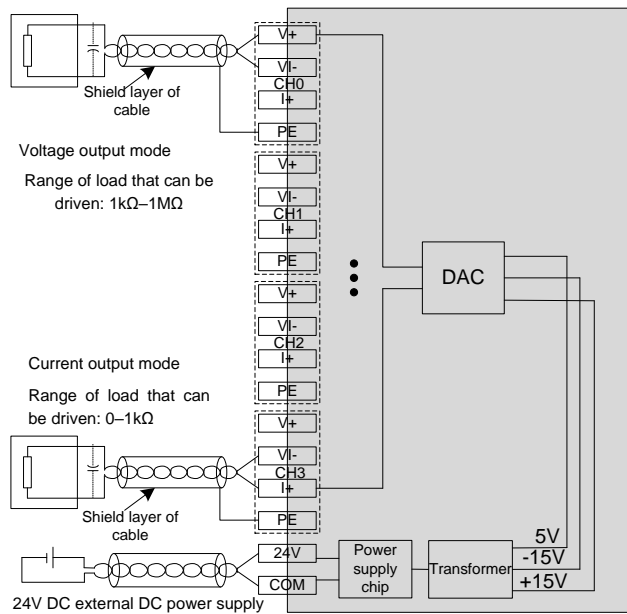 V+
VI-
CH0
I+
PE
Shield layer of
cable
Voltage output mode
Range of load that can be
driven: 1kΩ–1MΩ
V+
VI-
CH1
I+
PE
DAC
V+
VI-
CH2
I+
PE
Current output mode
Range of load that can
be driven: 0–1kΩ
V+
VI-
CH3
I+
PE
Shield layer of
cable
24V
COM
24V DC external DC power supply
Power
supply
chip
Transformer
5V
-15V
+15V